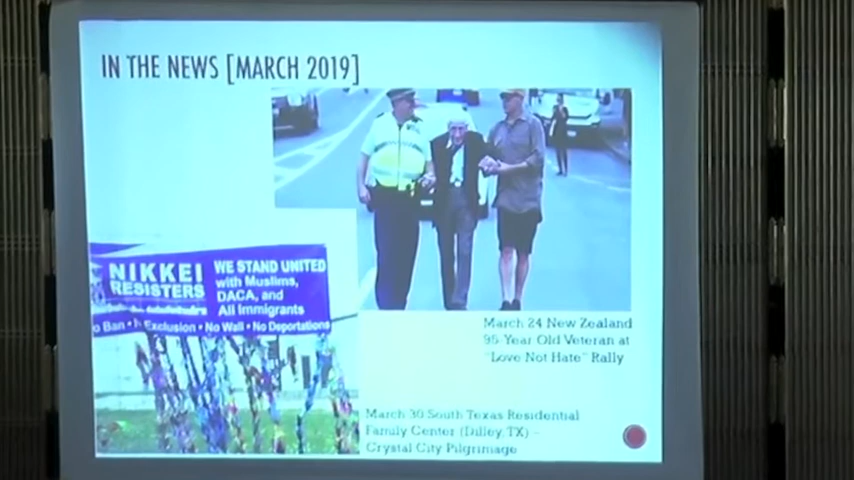 IN THE NEWS [MARCH 2019]
NIKKEI
RESISTERS
WE STAND UNITED
with Muslims,
DACA, and
All Immigrants
o Ban • N Exclusion • No Wall • No Deportations
March 24 New Zealand
95-Year Old Veteran at
"Love Not Hate" Rally
March 30 South Texas Residential
Family Center (Dilley, TX) –
Crystal City Pilgrimage